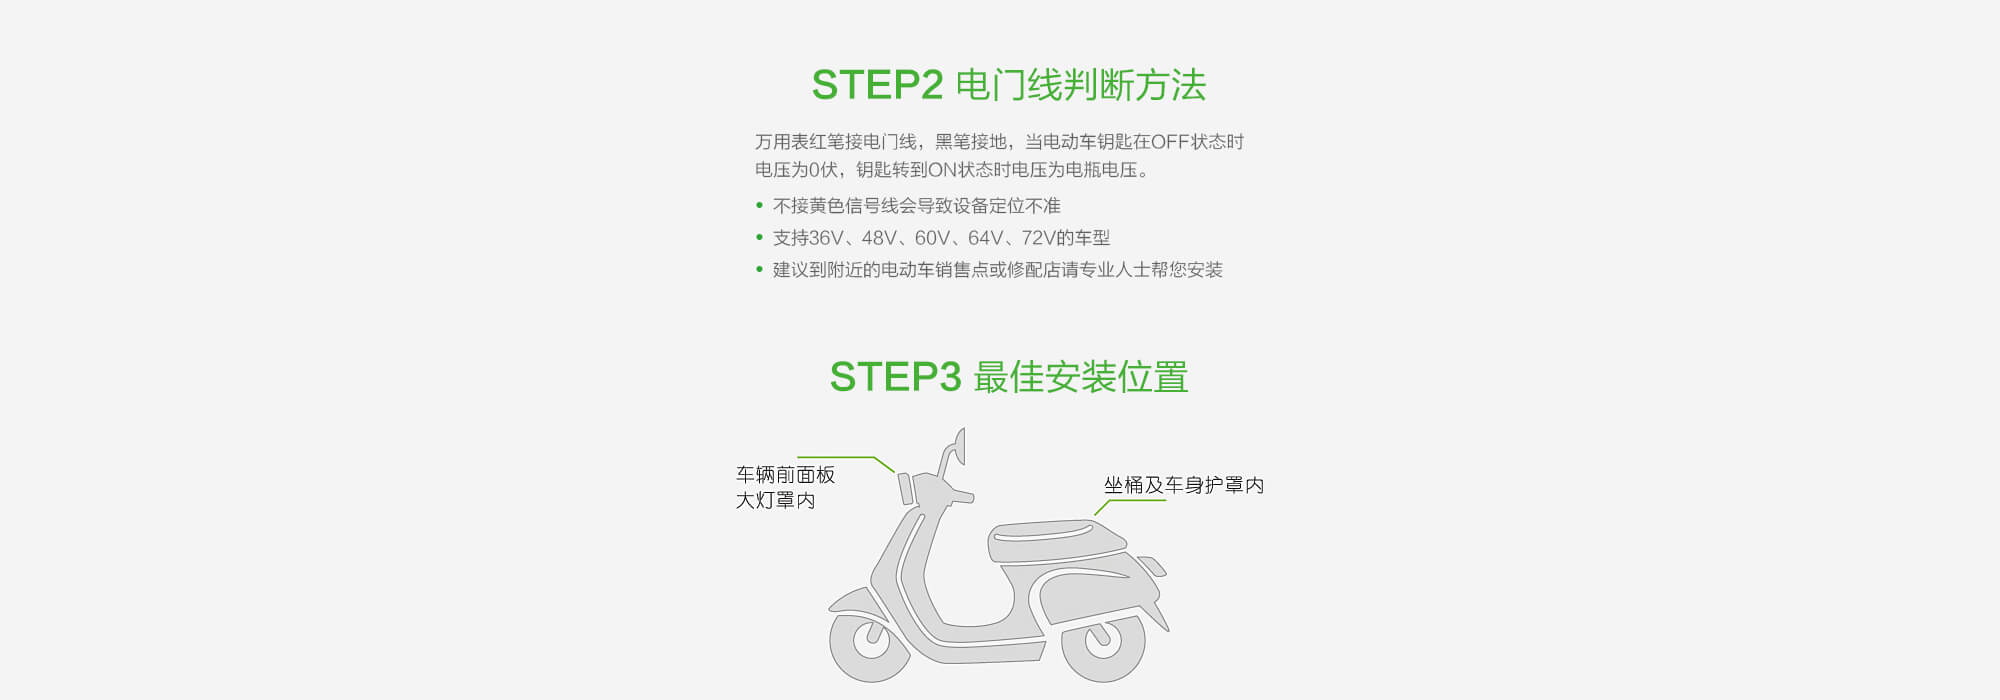 STEP2 电门线判断方法
万用表红笔接电门线，黑笔接地，当电动车钥匙在OFF状态时
电压为0伏，钥匙转到ON状态时电压为电瓶电压。
• 不接黄色信号线会导致设备定位不准
• 支持36V、48V、60V、64V、72V的车型
• 建议到附近的电动车销售点或修配店请专业人士帮您安装
STEP3 最佳安装位置
车辆前面板
大灯罩内
坐桶及车身护罩内